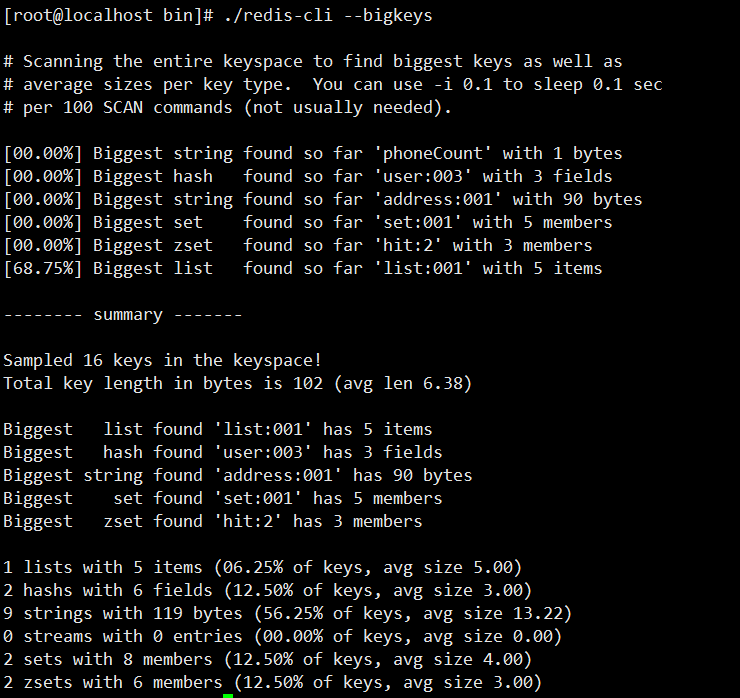 [root@localhost bin]# ./redis-cli --bigkeys
# Scanning the entire keyspace to find biggest keys as well as
# average sizes per key type.  You can use -i 0.1 to sleep 0.1 sec
# per 100 SCAN commands (not usually needed).
[00.00%] Biggest string found so far 'phoneCount' with 1 bytes
[00.00%] Biggest hash   found so far 'user:003' with 3 fields
[00.00%] Biggest string found so far 'address:001' with 90 bytes
[00.00%] Biggest set    found so far 'set:001' with 5 members
[00.00%] Biggest zset   found so far 'hit:2' with 3 members
[68.75%] Biggest list   found so far 'list:001' with 5 items
-------- summary -------
Sampled 16 keys in the keyspace!
Total key length in bytes is 102 (avg len 6.38)
Biggest   list found 'list:001' has 5 items
Biggest   hash found 'user:003' has 3 fields
Biggest string found 'address:001' has 90 bytes
Biggest    set found 'set:001' has 5 members
Biggest   zset found 'hit:2' has 3 members
1 lists with 5 items (06.25% of keys, avg size 5.00)
2 hashs with 6 fields (12.50% of keys, avg size 3.00)
9 strings with 119 bytes (56.25% of keys, avg size 13.22)
0 streams with 0 entries (00.00% of keys, avg size 0.00)
2 sets with 8 members (12.50% of keys, avg size 4.00)
2 zsets with 6 members (12.50% of keys, avg size 3.00)